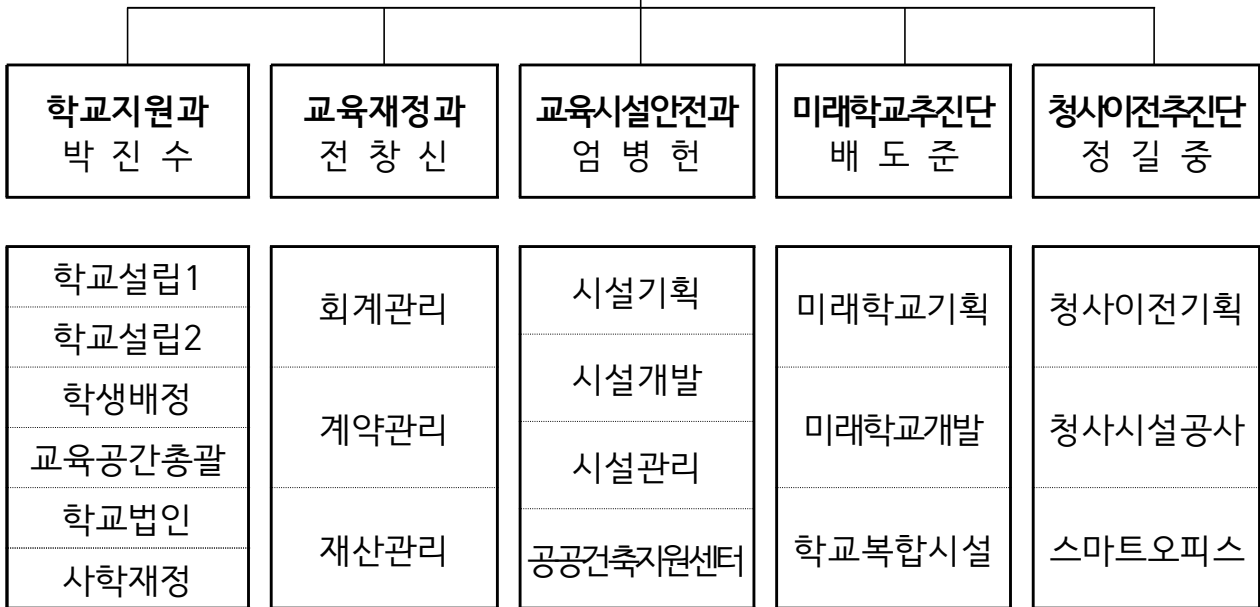 학교지원과
박 진 수
교육재정과
전 창 신
교육시설안전과
엄 병 헌
미래학교추진단
배 도 준
청사이전추진단
정 길 중
학교설립1
학교설립2
학생배정
교육공간총괄
학교법인
사학재정
회계관리
계약관리
재산관리
시설기획
시설개발
시설관리
공공건축지원센터
미래학교기획
미래학교개발
학교복합시설
청사이전기획
청사시설공사
스마트오피스